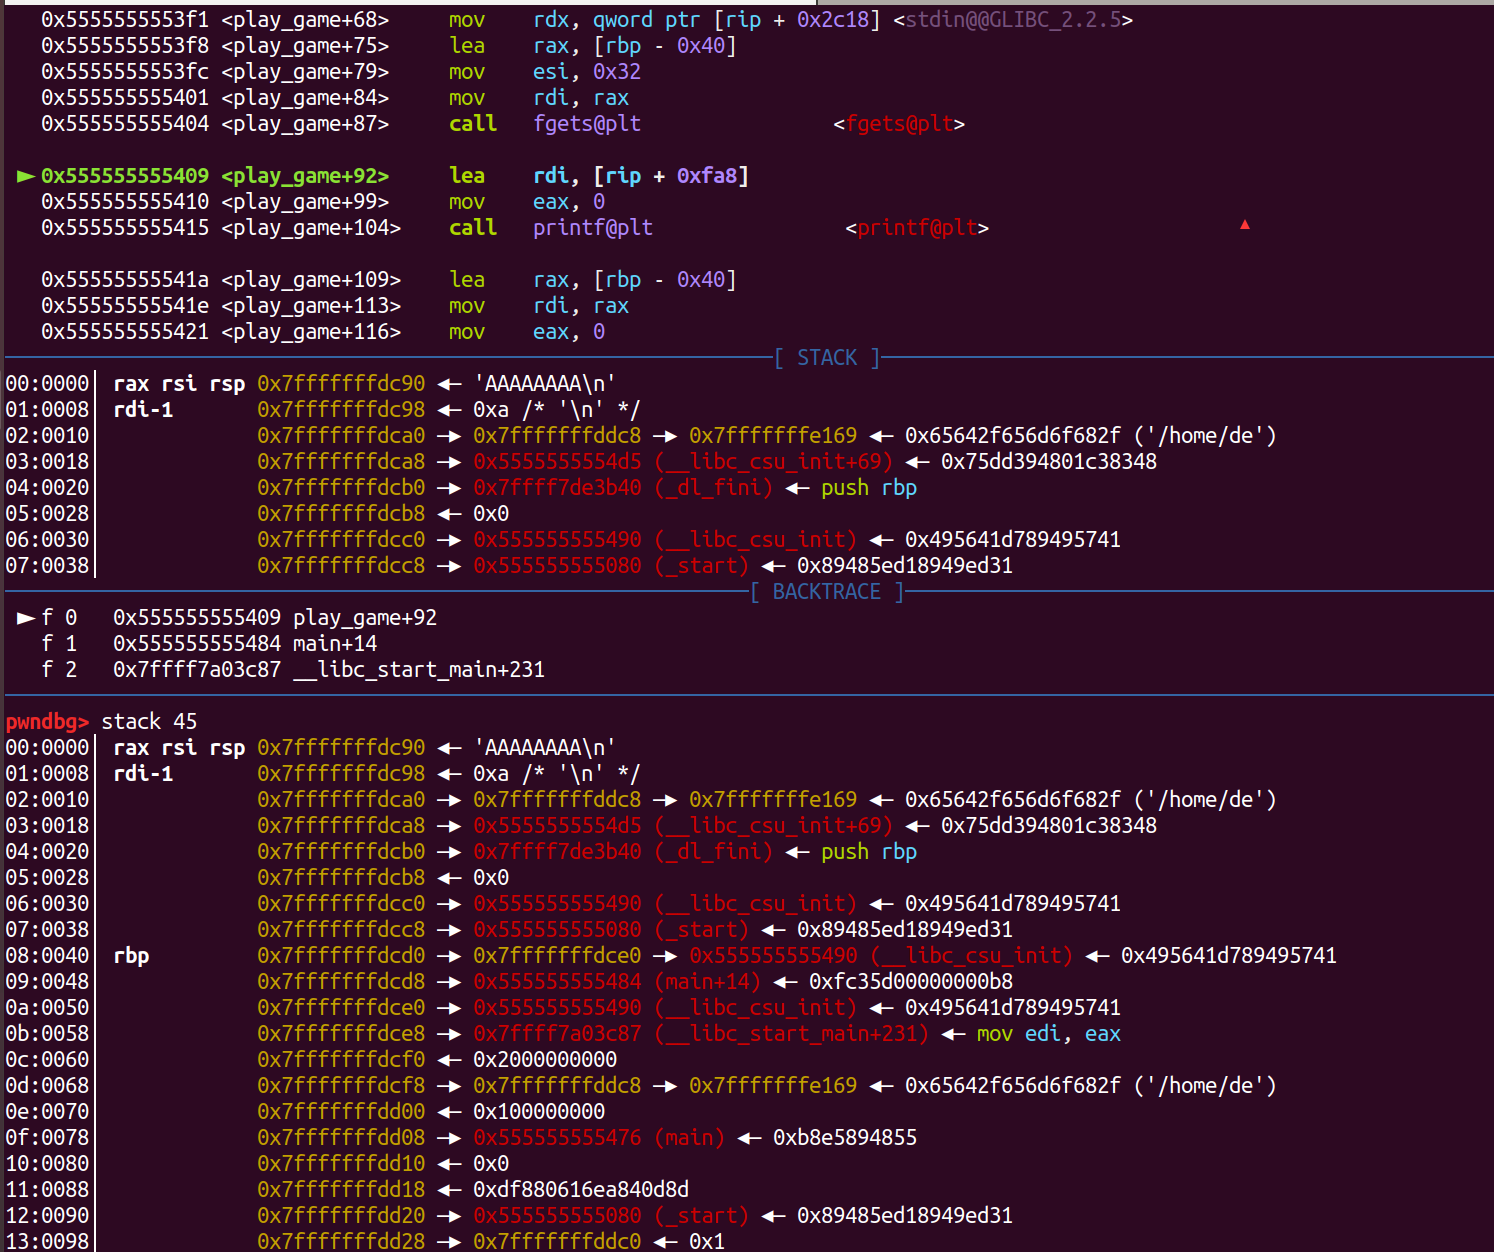 0x5555555553f1 <play_game+68> mov rdx, qword ptr [rip + 0x2c18] <stdin@@GLIBC_2.2.5>
0x5555555553f8 <play_game+75> lea rax, [rbp - 0x40]
0x5555555553fc <play_game+79> mov esi, 0x32
0x555555555401 <play_game+84> mov rdi, rax
0x555555555404 <play_game+87> call fgets@plt <fgets@plt>
► 0x555555555409 <play_game+92> lea rdi, [rip + 0xfa8]
0x555555555410 <play_game+99> mov eax, 0
0x555555555415 <play_game+104> call printf@plt <printf@plt>
0x55555555541a <play_game+109> lea rax, [rbp - 0x40]
0x55555555541e <play_game+113> mov rdi, rax
0x555555555421 <play_game+116> mov eax, 0
[ STACK ]
00:0000│ rax rsi rsp 0x7fffffffdc90 ◂— 'AAAAAAAA\n'
01:0008│ rdi-1 0x7fffffffdc98 ◂— 0xa /* '\n' */
02:0010│ 0x7fffffffdca0 —▸ 0x7fffffffddc8 —▸ 0x7fffffffe169 ◂— 0x65642f656d6f682f ('/home/de')
03:0018│ 0x7fffffffdca8 —▸ 0x5555555554d5 (__libc_csu_init+69) ◂— 0x75dd394801c38348
04:0020│ 0x7fffffffdcb0 —▸ 0x7ffff7de3b40 (_dl_fini) ◂— push rbp
05:0028│ 0x7fffffffdcb8 ◂— 0x0
06:0030│ 0x7fffffffdcc0 —▸ 0x555555555490 (__libc_csu_init) ◂— 0x495641d789495741
07:0038│ 0x7fffffffdcc8 —▸ 0x555555555080 (_start) ◂— 0x89485ed18949ed31
[ BACKTRACE ]
► f 0 0x555555555409 play_game+92
f 1 0x555555555484 main+14
f 2 0x7ffff7a03c87 __libc_start_main+231
pwndbg> stack 45
00:0000│ rax rsi rsp 0x7fffffffdc90 ◂— 'AAAAAAAA\n'
01:0008│ rdi-1 0x7fffffffdc98 ◂— 0xa /* '\n' */
02:0010│ 0x7fffffffdca0 —▸ 0x7fffffffddc8 —▸ 0x7fffffffe169 ◂— 0x65642f656d6f682f ('/home/de')
03:0018│ 0x7fffffffdca8 —▸ 0x5555555554d5 (__libc_csu_init+69) ◂— 0x75dd394801c38348
04:0020│ 0x7fffffffdcb0 —▸ 0x7ffff7de3b40 (_dl_fini) ◂— push rbp
05:0028│ 0x7fffffffdcb8 ◂— 0x0
06:0030│ 0x7fffffffdcc0 —▸ 0x555555555490 (__libc_csu_init) ◂— 0x495641d789495741
07:0038│ 0x7fffffffdcc8 —▸ 0x555555555080 (_start) ◂— 0x89485ed18949ed31
08:0040│ rbp 0x7fffffffdcd0 —▸ 0x7fffffffdce0 —▸ 0x555555555490 (__libc_csu_init) ◂— 0x495641d789495741
09:0048│ 0x7fffffffdcd8 —▸ 0x555555555484 (main+14) ◂— 0xfc35d00000000b8
0a:0050│ 0x7fffffffdce0 —▸ 0x555555555490 (__libc_csu_init) ◂— 0x495641d789495741
0b:0058│ 0x7fffffffdce8 —▸ 0x7ffff7a03c87 (__libc_start_main+231) ◂— mov edi, eax
0c:0060│ 0x7fffffffdcf0 ◂— 0x2000000000
0d:0068│ 0x7fffffffdcf8 —▸ 0x7fffffffddc8 —▸ 0x7fffffffe169 ◂— 0x65642f656d6f682f ('/home/de')
0e:0070│ 0x7fffffffdd00 ◂— 0x100000000
0f:0078│ 0x7fffffffdd08 —▸ 0x555555555476 (main) ◂— 0xb8e5894855
10:0080│ 0x7fffffffdd10 ◂— 0x0
11:0088│ 0x7fffffffdd18 ◂— 0xdf880616ea840d8d
12:0090│ 0x7fffffffdd20 —▸ 0x555555555080 (_start) ◂— 0x89485ed18949ed31
13:0098│ 0x7fffffffdd28 —▸ 0x7fffffffddc0 ◂— 0x1